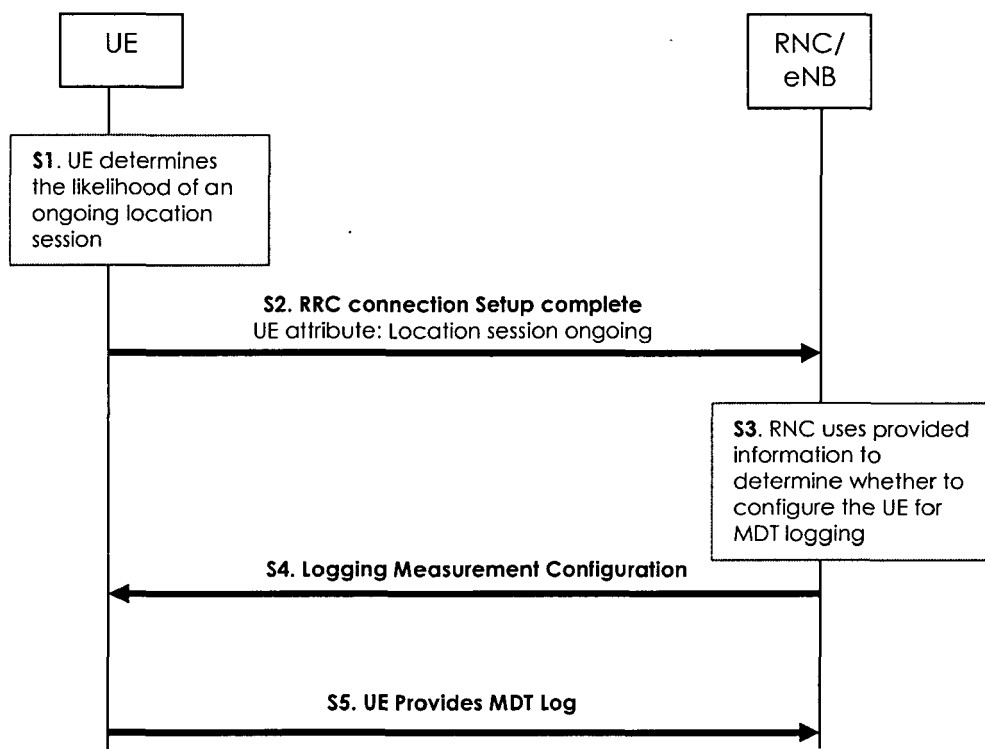 UE
RNC/
eNB
S1. UE determines
the likelihood of an
ongoing location
session
S2. RRC connection Setup complete
UE attribute: Location session ongoing
S3. RNC uses provided
information to
determine whether to
configure the UE for
MDT logging
S4. Logging Measurement Configuration
S5. UE Provides MDT Log